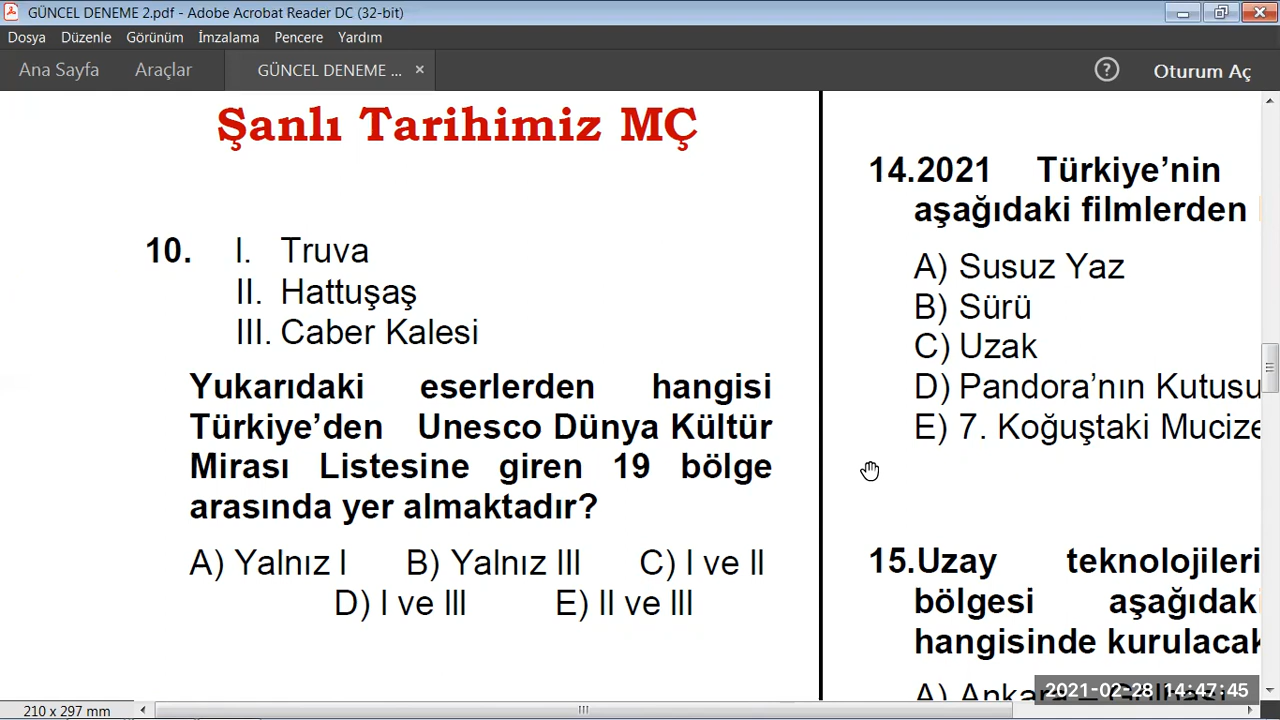 GÜNCEL DENEME 2.pdf - Adobe Acrobat Reader DC (32-bit)
Dosya Düzenle Görünüm İmzalama Pencere Yardım
Ana Sayfa Araçlar GÜNCEL DENEME ... × ? Oturum Aç
Şanlı Tarihimiz MÇ
10. I. Truva
II. Hattuşaş
III. Caber Kalesi
Yukarıdaki eserlerden hangisi
Türkiye’den Unesco Dünya Kültür
Mirası Listesine giren 19 bölge
arasında yer almaktadır?
A) Yalnız I B) Yalnız III C) I ve II
D) I ve III E) II ve III
14.2021 Türkiye’nin
aşağıdaki filmlerden
A) Susuz Yaz
B) Sürü
C) Uzak
D) Pandora’nın Kutusu
E) 7. Koğuştaki Mucize
15.Uzay teknolojileri
bölgesi aşağıdaki
hangisinde kurulacak
A) Ankara – Gölbaşı
2021-02-28 14:47:45
210 x 297 mm